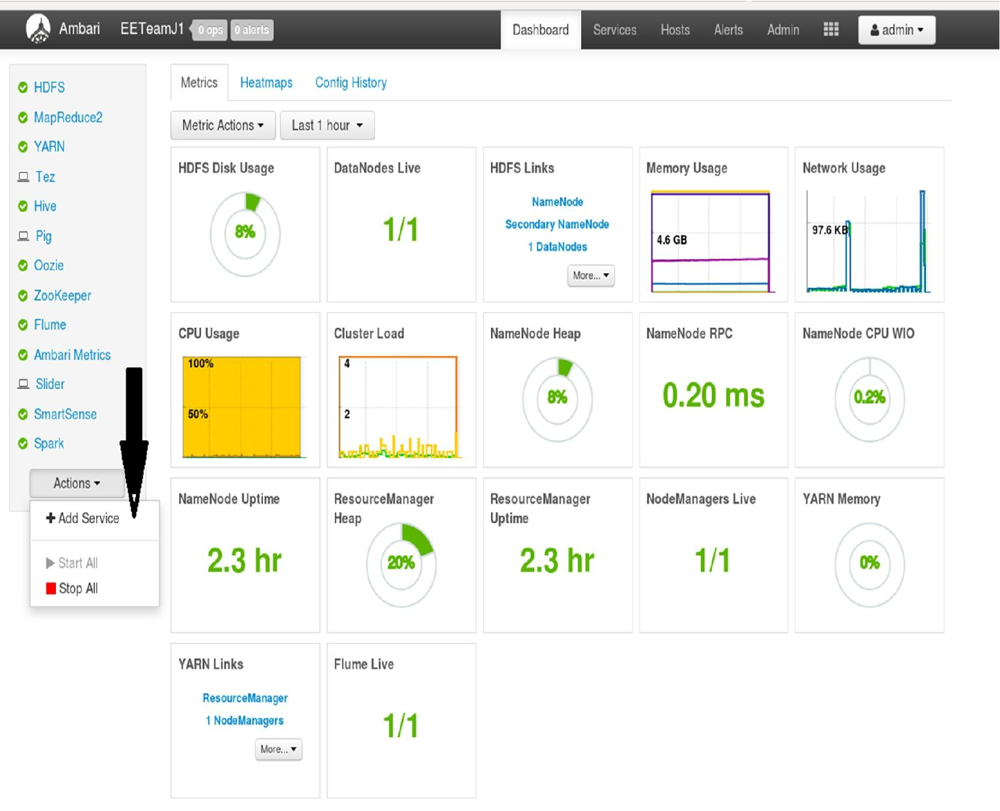 Ambari EETeamJ1 0 ops 0 alerts Dashboard Services Hosts Alerts Admin admin
HDFS
MapReduce2
YARN
Tez
Hive
Pig
Oozie
ZooKeeper
Flume
Ambari Metrics
Slider
SmartSense
Spark
Actions
Add Service
Start All
Stop All
Metrics Heatmaps Config History
Metric Actions Last 1 hour
HDFS Disk Usage
8%
DataNodes Live
1/1
HDFS Links
NameNode
Secondary NameNode
1 DataNodes
More...
Memory Usage
4.6 GB
Network Usage
97.6 KB
CPU Usage
100%
50%
Cluster Load
4
2
NameNode Heap
8%
NameNode RPC
0.20 ms
NameNode CPU WIO
0.2%
NameNode Uptime
2.3 hr
ResourceManager
Heap
20%
ResourceManager
Uptime
2.3 hr
NodeManagers Live
1/1
YARN Memory
0%
YARN Links
ResourceManager
1 NodeManagers
More...
Flume Live
1/1